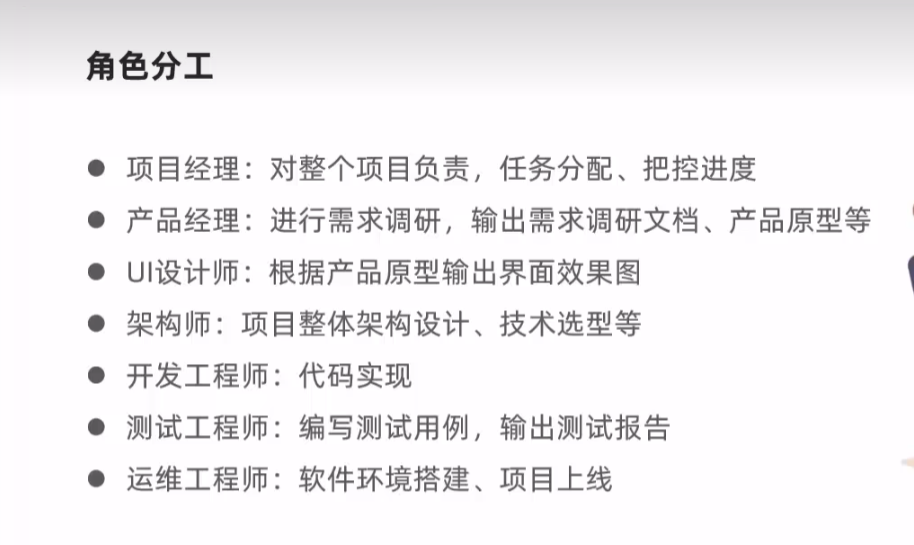 角色分工
● 项目经理：对整个项目负责，任务分配、把控进度
● 产品经理：进行需求调研，输出需求调研文档、产品原型等
● UI设计师：根据产品原型输出界面效果图
● 架构师：项目整体架构设计、技术选型等
● 开发工程师：代码实现
● 测试工程师：编写测试用例，输出测试报告
● 运维工程师：软件环境搭建、项目上线